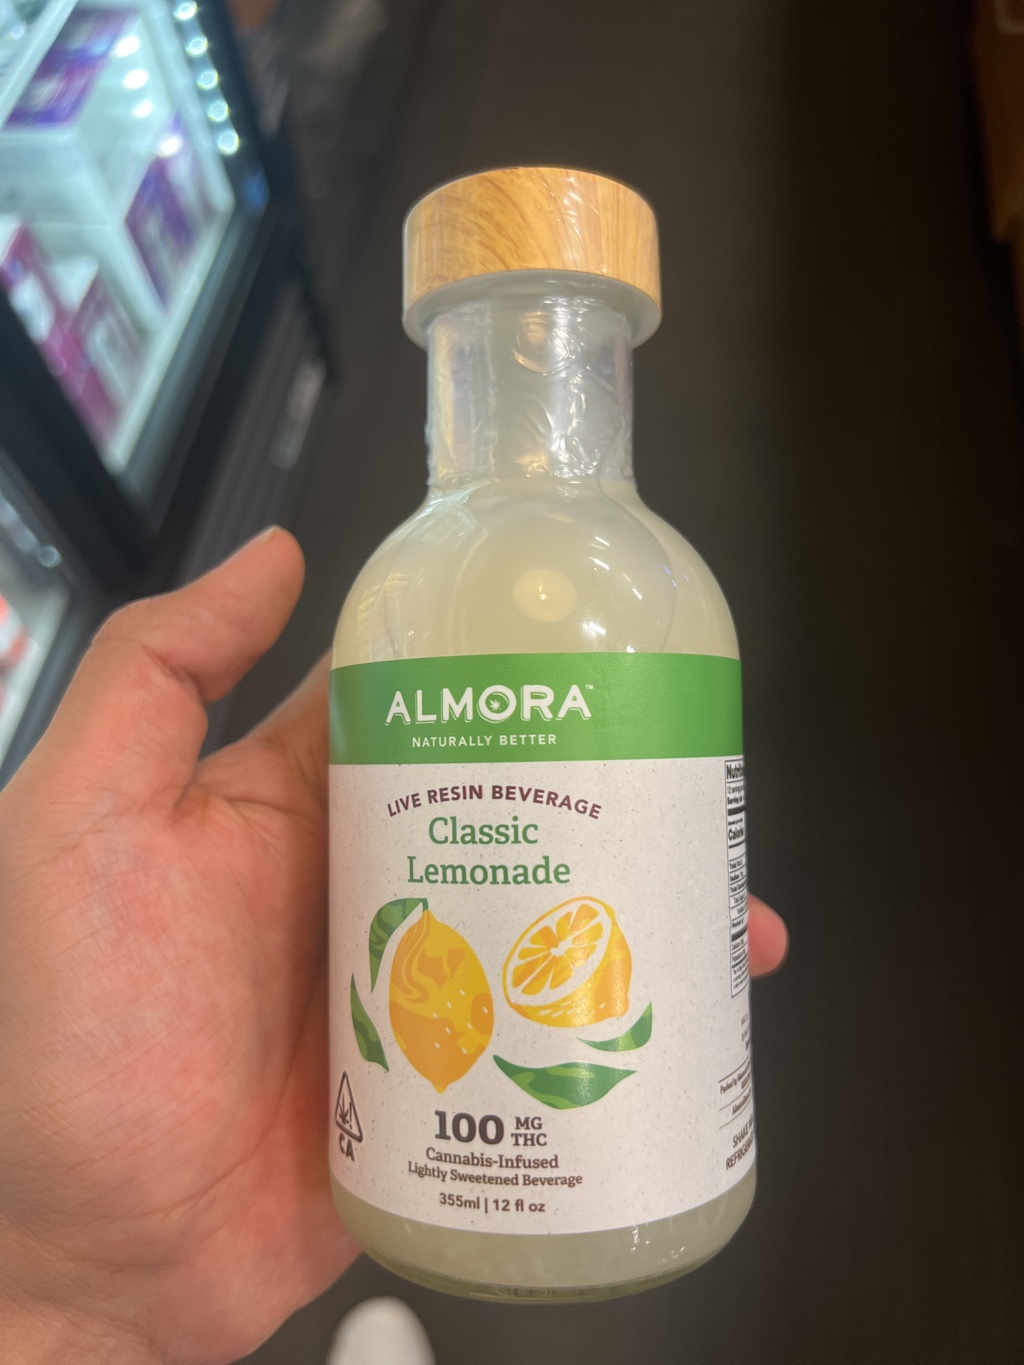 ALMORA™
NATURALLY BETTER
LIVE RESIN BEVERAGE
Classic
Lemonade
100 MG
THC
CA
Cannabis-Infused
Lightly Sweetened Beverage
355ml | 12 fl oz